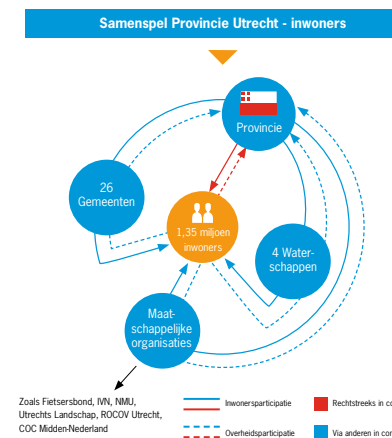 Samenspel Provincie Utrecht - inwoners
Provincie
26
Gemeenten
1,35 miljoen
inwoners
4 Water-
schappen
Maat-
schappelijke
organisaties
Zoals Fietsersbond, IVN, NMU,
Utrechts Landschap, ROCOV Utrecht,
COC Midden-Nederland
Inwonersparticipatie
Overheidsparticipatie
Rechtstreeks in co
Via anderen in con